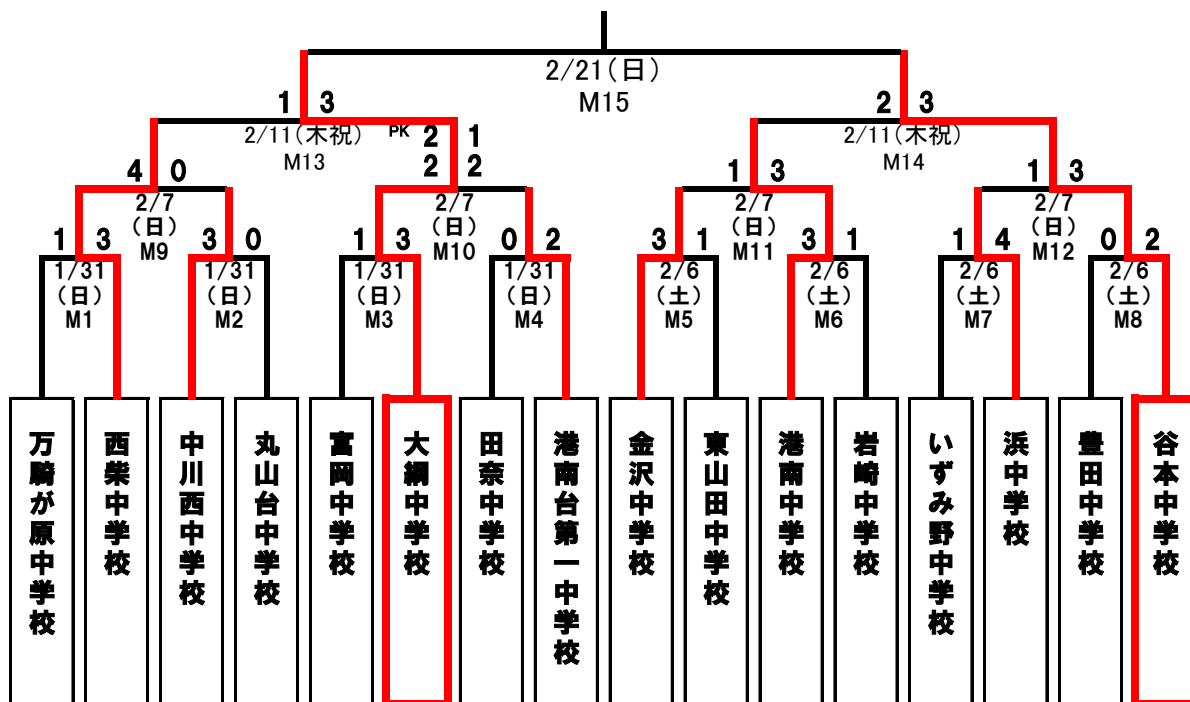 2/21(日)
M15
1 3
2 3
2/11(木祝)
M13
PK 2 1
2 2
2/11(木祝)
M14
4 0
1 3
1 3
2/7
(日)
M9
2/7
(日)
M10
2/7
(日)
M11
2/7
(日)
M12
1 3
3 0
1 3
0 2
3 1
3 1
1 4
0 2
1/31
(日)
M1
1/31
(日)
M2
1/31
(日)
M3
1/31
(日)
M4
2/6
(土)
M5
2/6
(土)
M6
2/6
(土)
M7
2/6
(土)
M8
万騎が原中学校
西柴中学校
中川西中学校
丸山台中学校
富岡中学校
大綱中学校
田奈中学校
港南台第一中学校
金沢中学校
東山田中学校
港南中学校
岩崎中学校
いずみ野中学校
浜中学校
豊田中学校
谷本中学校